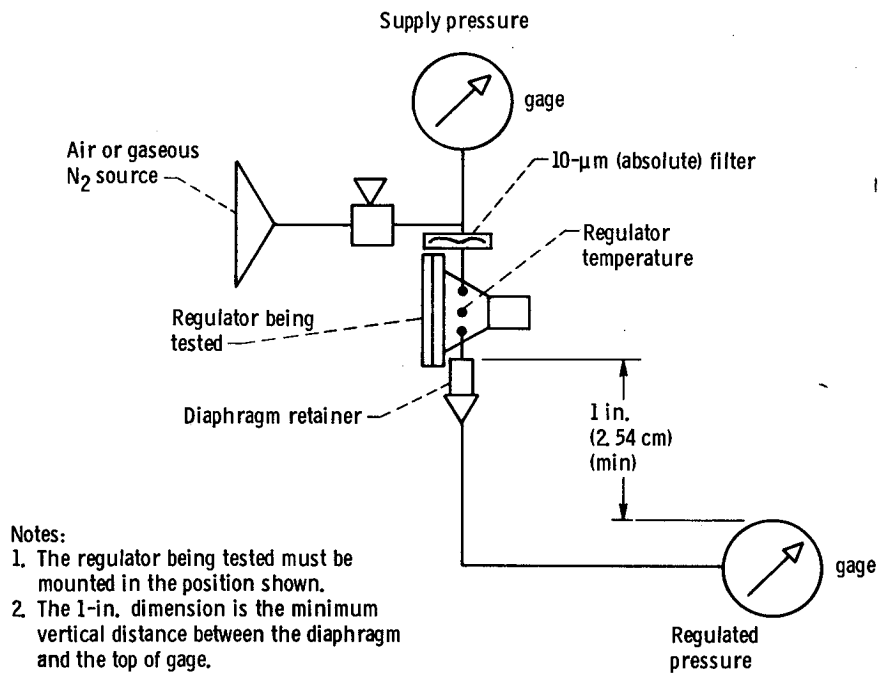 Supply pressure
gage
Air or gaseous
N2 source
10-μm (absolute) filter
Regulator
temperature
Regulator being
tested
Diaphragm retainer
1 in.
(2.54 cm)
(min)
Notes:
1. The regulator being tested must be
mounted in the position shown.
2. The 1-in. dimension is the minimum
vertical distance between the diaphragm
and the top of gage.
gage
Regulated
pressure